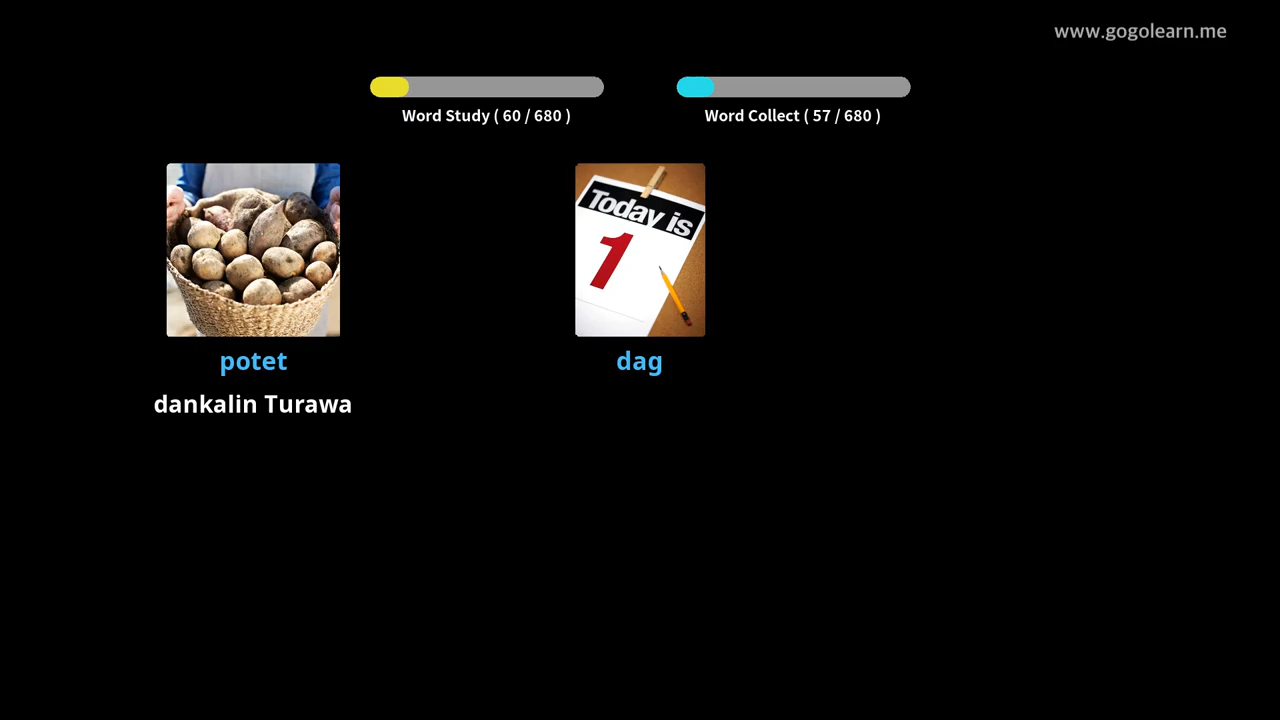 www.gogolearn.me
Word Study ( 60 / 680 )
Word Collect ( 57 / 680 )
Today is
1
potet
dag
dankalin Turawa